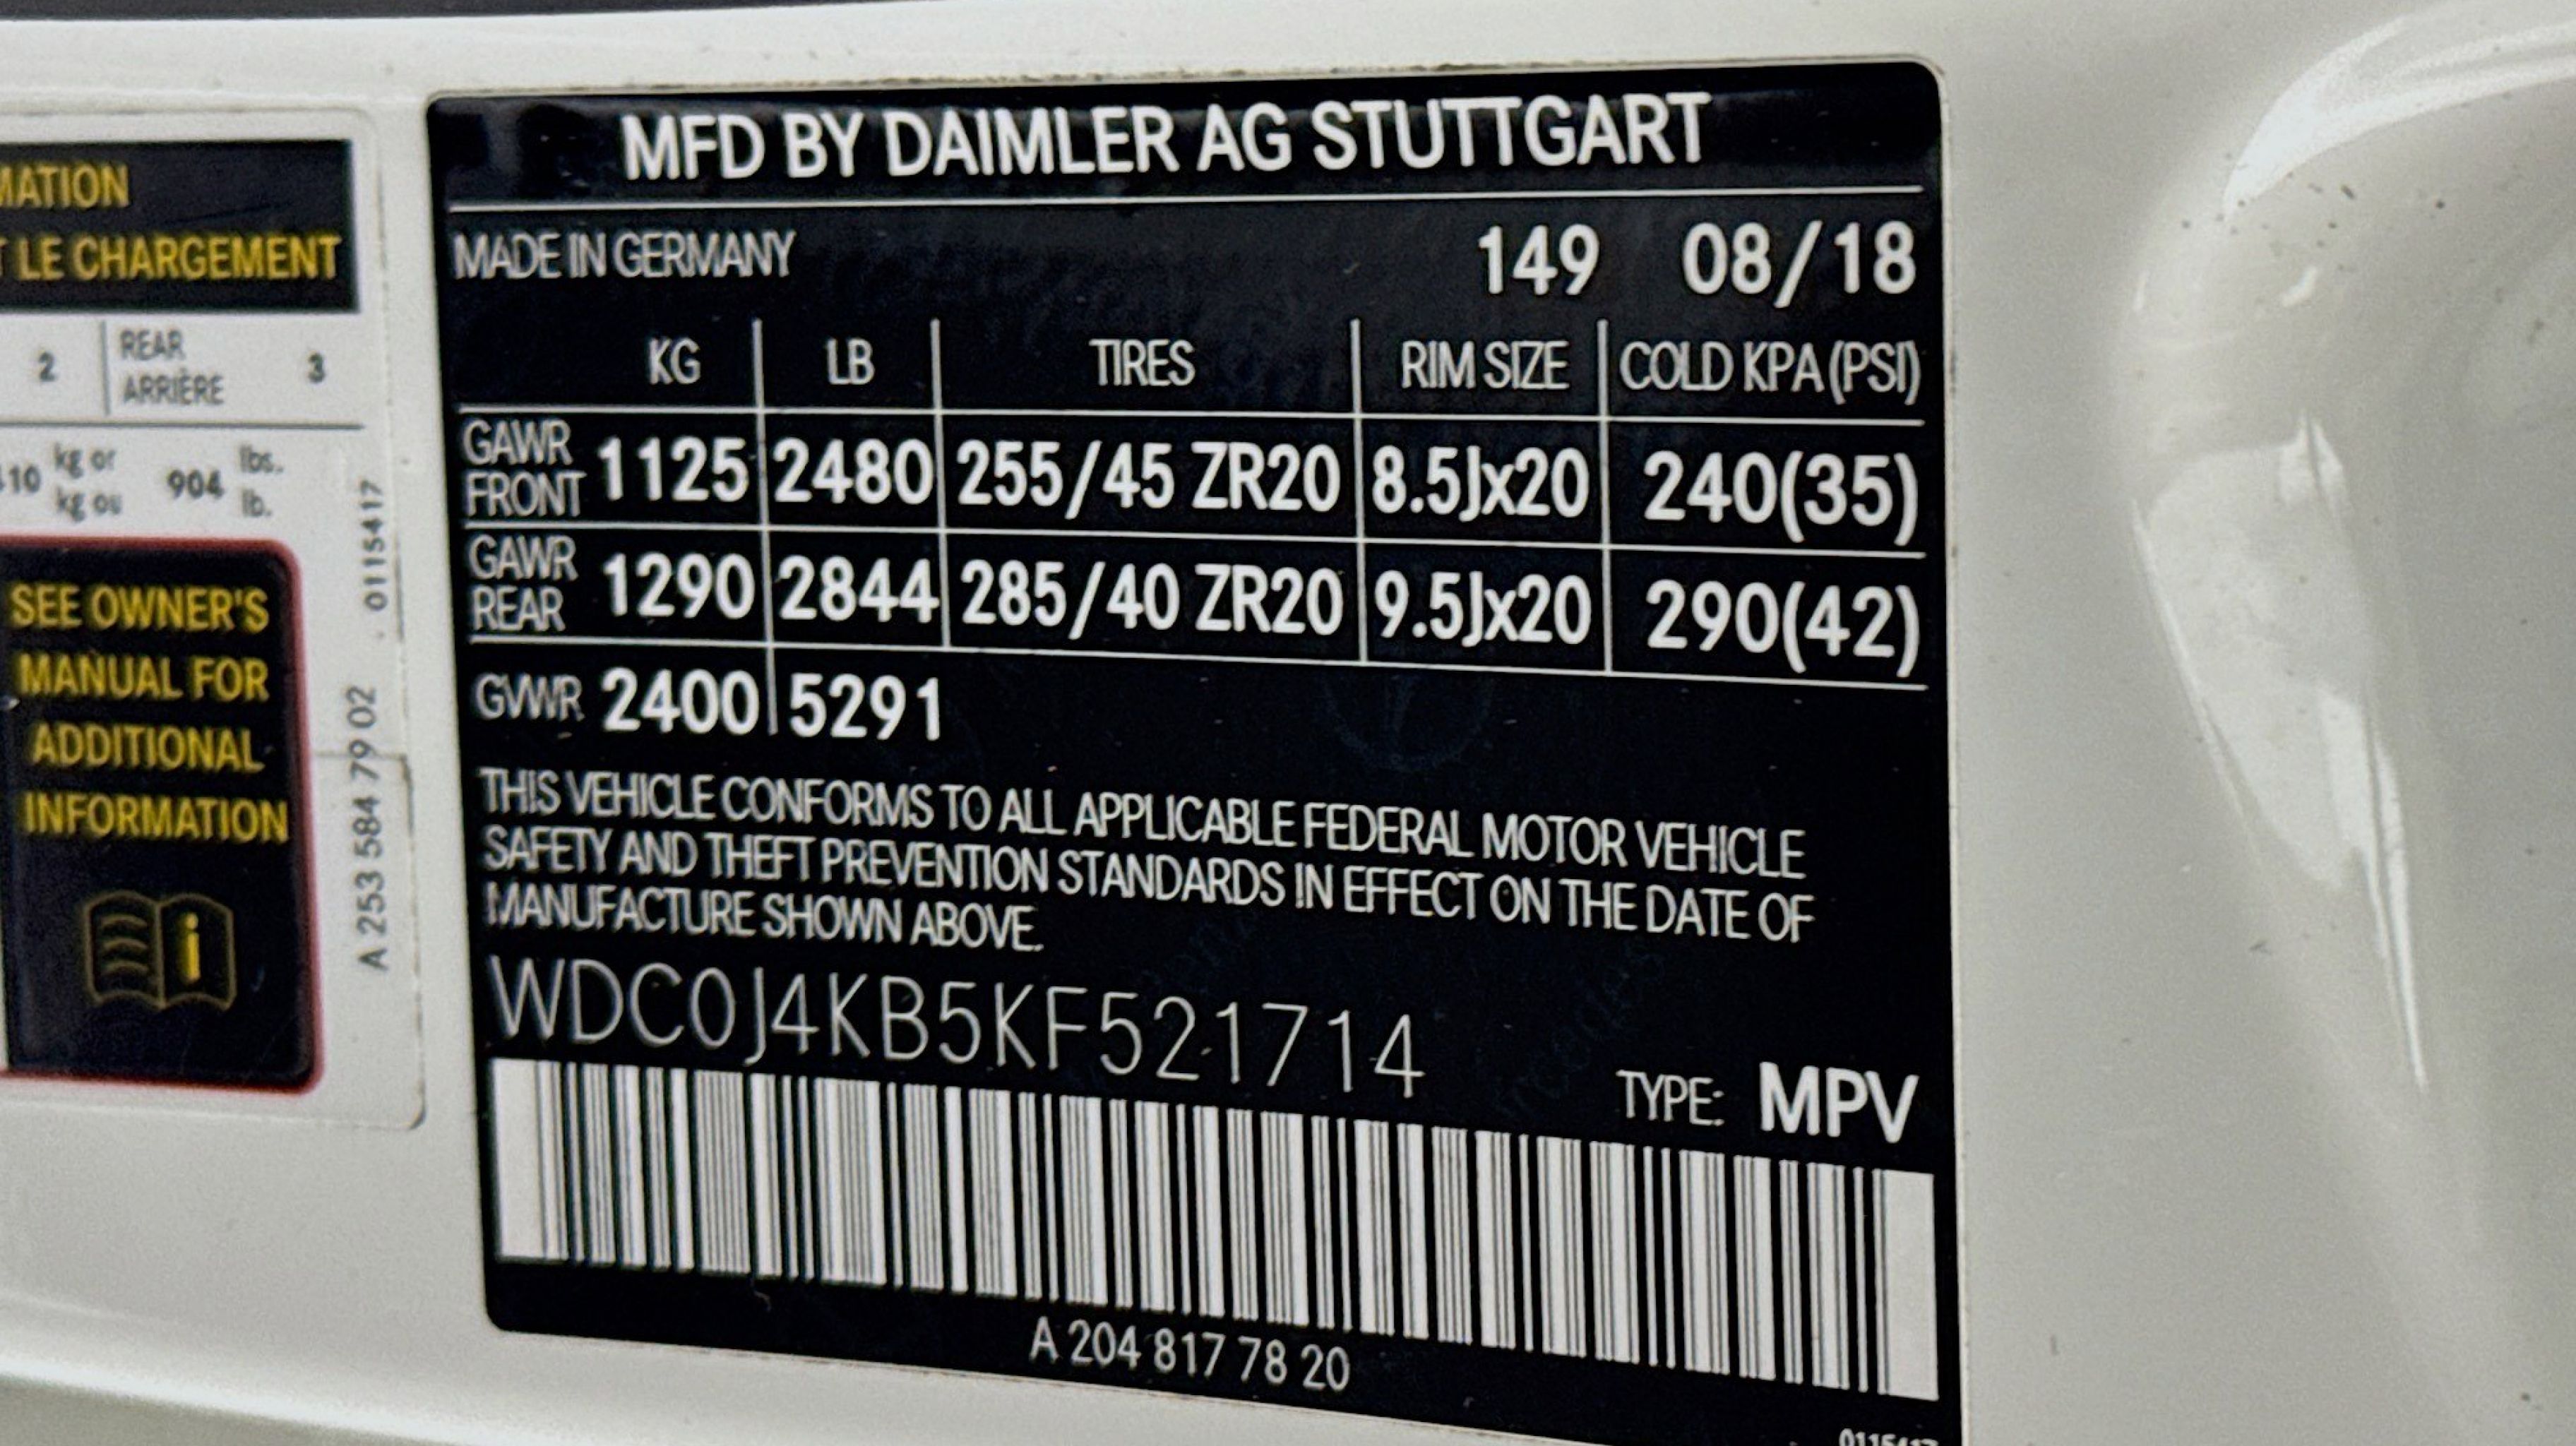 MATION
T LE CHARGEMENT
2 REAR 3
ARRIÈRE
10 kg or 904 lbs.
kg ou lb.
SEE OWNER'S
MANUAL FOR
ADDITIONAL
INFORMATION
i
A 253 584 79 02 . 0115417
MFD BY DAIMLER AG STUTTGART
MADE IN GERMANY 149 08/18
KG LB TIRES RIM SIZE COLD KPA (PSI)
GAWR FRONT 1125 2480 255/45 ZR20 8.5Jx20 240(35)
GAWR REAR 1290 2844 285/40 ZR20 9.5Jx20 290(42)
GVWR 2400 5291
THIS VEHICLE CONFORMS TO ALL APPLICABLE FEDERAL MOTOR VEHICLE
SAFETY AND THEFT PREVENTION STANDARDS IN EFFECT ON THE DATE OF
MANUFACTURE SHOWN ABOVE.
WDC0J4KB5KF521714
TYPE: MPV
A 204 817 78 20